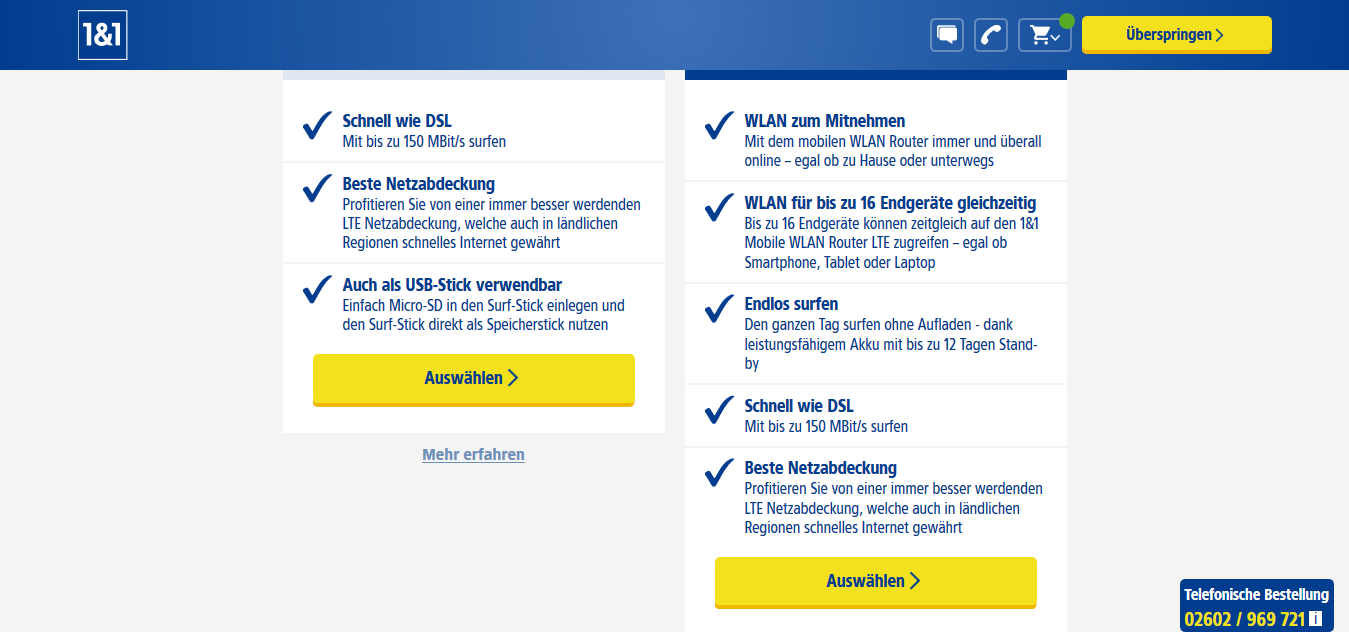 1&1
Überspringen
Schnell wie DSL
Mit bis zu 150 MBit/s surfen
Beste Netzabdeckung
Profitieren Sie von einer immer besser werdenden
LTE Netzabdeckung, welche auch in ländlichen
Regionen schnelles Internet gewährt
Auch als USB-Stick verwendbar
Einfach Micro-SD in den Surf-Stick einlegen und
den Surf-Stick direkt als Speicherstick nutzen
Auswählen
Mehr erfahren
WLAN zum Mitnehmen
Mit dem mobilen WLAN Router immer und überall
online – egal ob zu Hause oder unterwegs
WLAN für bis zu 16 Endgeräte gleichzeitig
Bis zu 16 Endgeräte können zeitgleich auf den 1&1
Mobile WLAN Router LTE zugreifen – egal ob
Smartphone, Tablet oder Laptop
Endlos surfen
Den ganzen Tag surfen ohne Aufladen - dank
leistungsfähigem Akku mit bis zu 12 Tagen Stand-
by
Schnell wie DSL
Mit bis zu 150 MBit/s surfen
Beste Netzabdeckung
Profitieren Sie von einer immer besser werdenden
LTE Netzabdeckung, welche auch in ländlichen
Regionen schnelles Internet gewährt
Auswählen
Telefonische Bestellung
02602 / 969 721 i